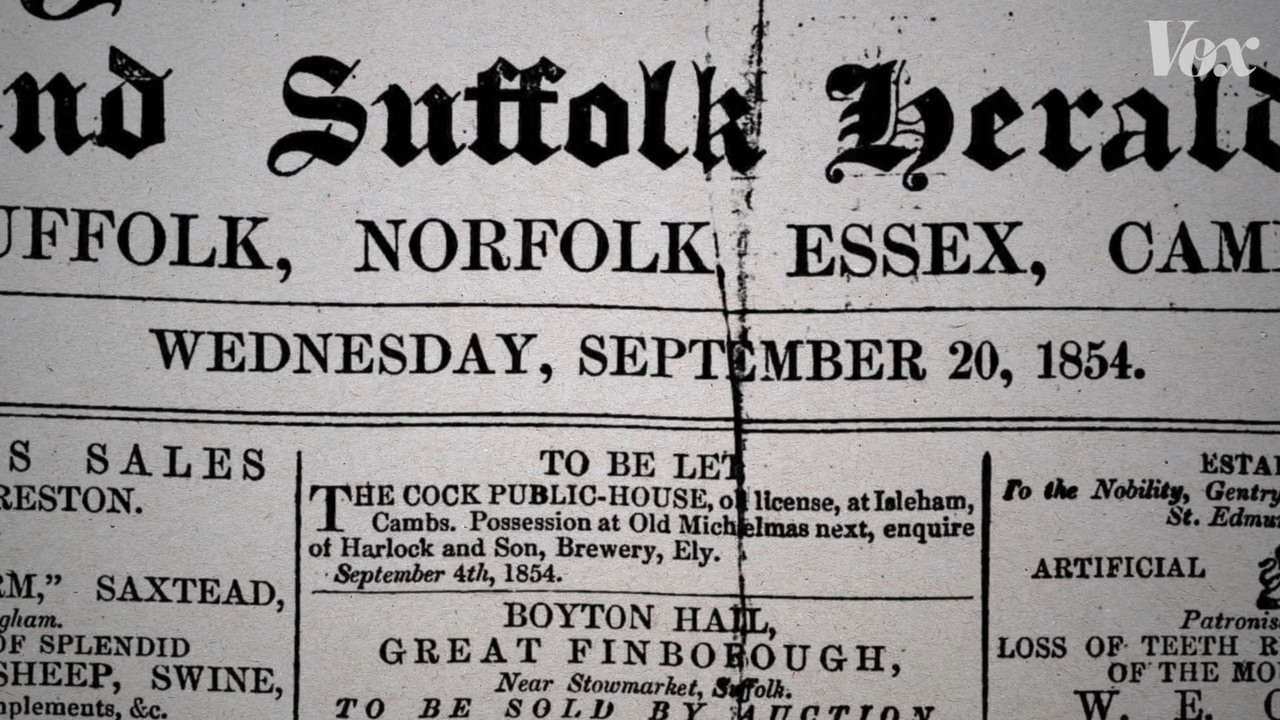 Vox
nd Suffolk Herald
UFFOLK, NORFOLK, ESSEX, CAM
WEDNESDAY, SEPTEMBER 20, 1854.
S SALES
RESTON.
RM,” SAXTEAD,
gham.
OF SPLENDID
SHEEP, SWINE,
mplements, &c.
TO BE LET
THE COCK PUBLIC-HOUSE, of license, at Isleham,
Cambs. Possession at Old Michaelmas next, enquire
of Harlock and Son, Brewery, Ely.
September 4th, 1854.
BOYTON HALL,
GREAT FINBOROUGH,
Near Stowmarket, Suffolk.
TO BE SOLD BY AUCTION
ESTA
To the Nobility, Gentry
St. Edmu
ARTIFICIAL
Patronis
LOSS OF TEETH R
OF THE MO
W. E.